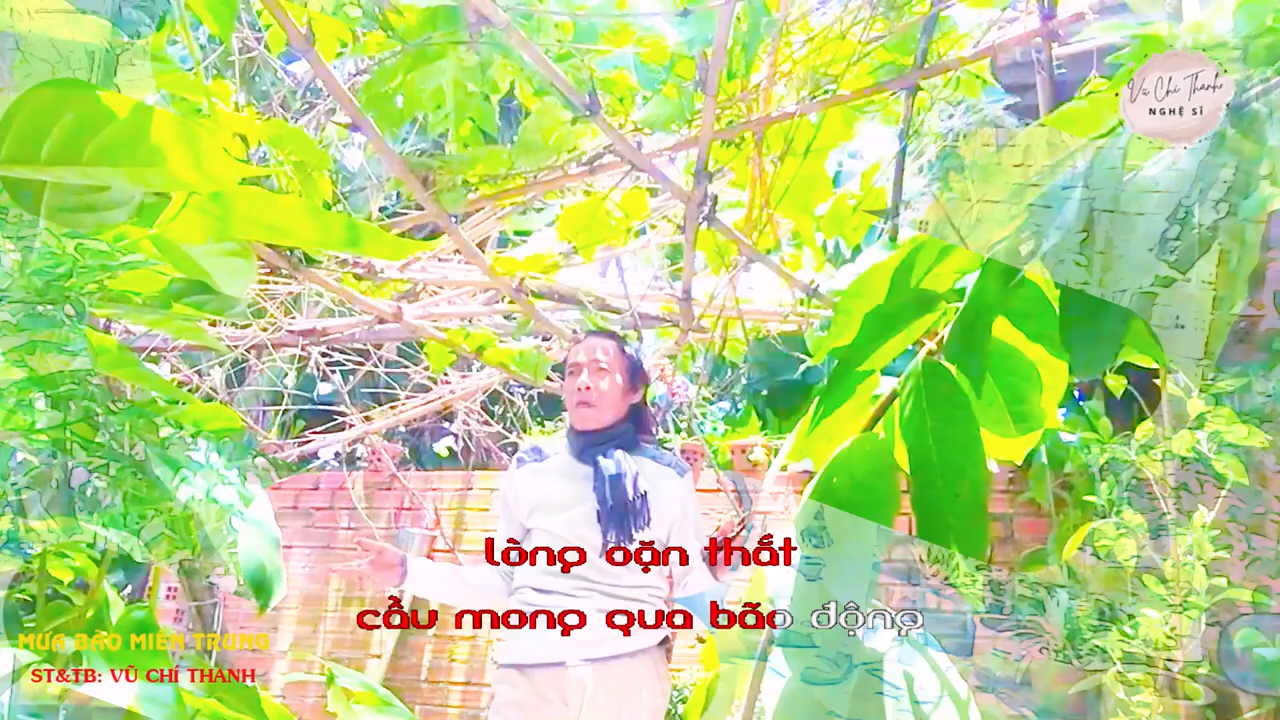 Vũ Chí Thanh
NGHỆ SĨ
lòng oặn thắt
cầu mong qua bão động
MƯA BÃO MIỀN TRUNG
ST&TB: VŨ CHÍ THANH